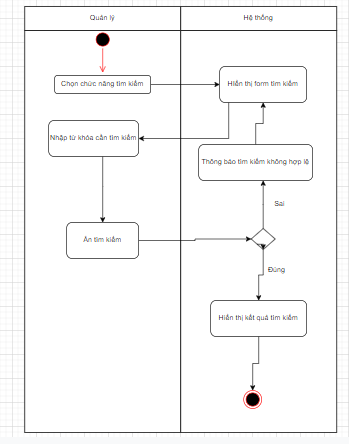 Quản lý
Hệ thống
Chọn chức năng tìm kiếm
Hiển thị form tìm kiếm
Nhập từ khóa cần tìm kiếm
Thông báo tìm kiếm không hợp lệ
Sai
Ấn tìm kiếm
Đúng
Hiển thị kết quả tìm kiếm